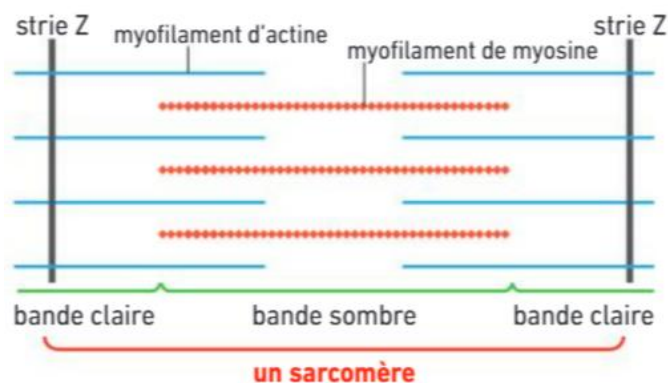 strie Z
strie Z
myofilament d'actine
myofilament de myosine
bande claire
bande sombre
bande claire
un sarcomère